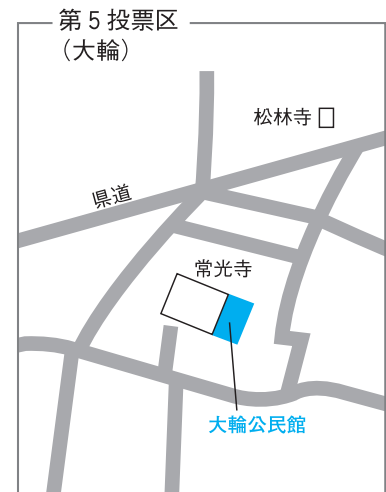 第5投票区
（大輪）
松林寺
県道
常光寺
大輪公民館